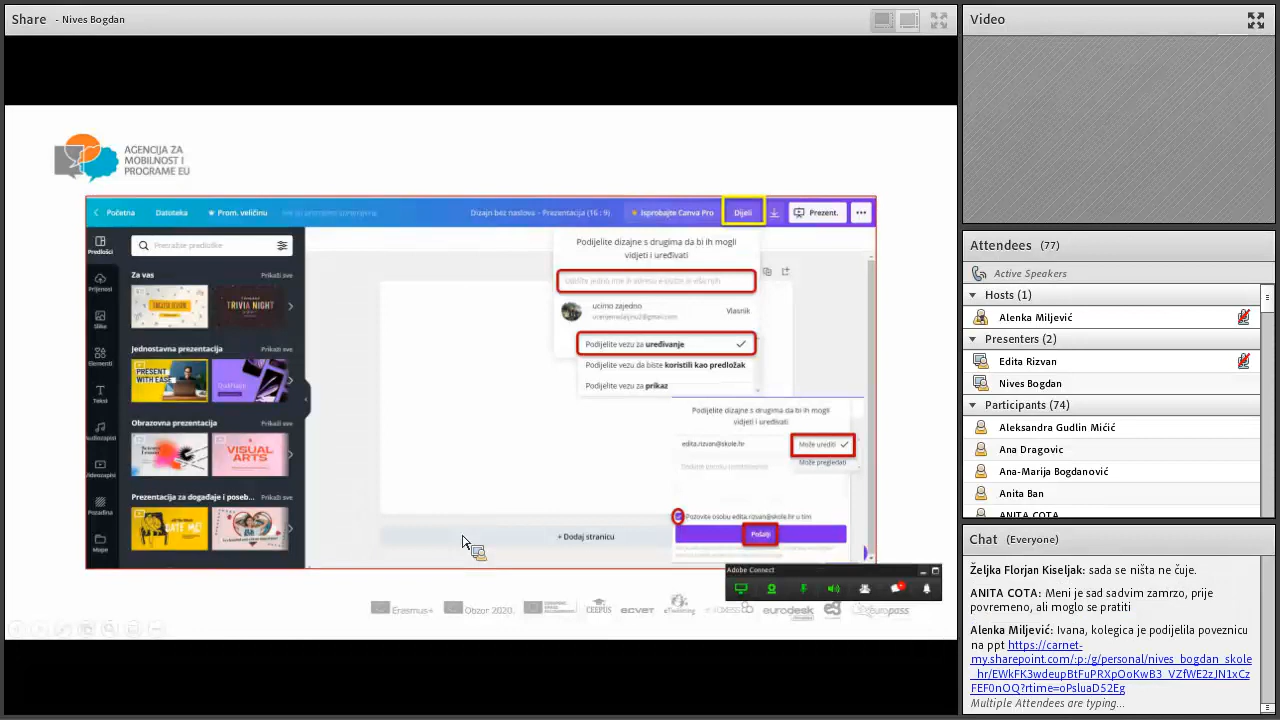 Share - Nives Bogdan
Video
AGENCIJA ZA
MOBILNOST I
PROGRAME EU
Početna
Datoteka
Prom. veličinu
Dizajn bez naslova – Prezentacija (16 : 9)
Isprobajte Canva Pro
Dijeli
Prezent.
Predlošci
Pretražite predloške
Podijelite dizajne s drugima da bi ih mogli
vidjeti i uređivati
Za vas
Prikaži sve
ENGLISH LESSON
TRIVIA NIGHT
Slike
Elementi
Tekst
Pozadina
Mape
ucimo zajedno
Vlasnik
Podijelite vezu za uređivanje
Podijelite vezu da biste koristili kao predložak
Podijelite vezu za prikaz
Jednostavna prezentacija
Prikaži sve
PRESENT
WITH EASE
Obrazovna prezentacija
Prikaži sve
VISUAL
ARTS
Prezentacija za događaje i poseb...
Prikaži sve
Podijelite dizajne s drugima da bi ih mogli
vidjeti i uređivati
edita.rizvan@skole.hr
Može urediti
Može pregledati
Pozovite osobu edita.rizvan@skole.hr u tim
Pošalji
+ Dodaj stranicu
Adobe Connect
Erasmus+
Obzor 2020.
CEEPUS
ecvet
eTwinning
eurodesk
europass
Attendees (77)
Active Speakers
Hosts (1)
Alenka Miljević
Presenters (2)
Edita Rizvan
Nives Bogdan
Participants (74)
Aleksandra Gudlin Mićić
Ana Dragovic
Ana-Marija Bogdanović
Anita Ban
ANITA COTA
Chat (Everyone)
Željka Florjan Kiseljak: sada se ništa ne čuje
ANITA COTA: Meni je sad sadvim zamrzo, prije
povremeno, ali moglo se pratiti
Alenka Miljević: Ivana, kolegica je podijelila poveznicu
na ppt https://carnet-
my.sharepoint.com/:p:/g/personal/nives_bogdan_skole
_hr/EWkFK3wdeupBtFuPRXpOoKwB3_VZfWE2zJN1xCz
FEF0nOQ?rtime=oPsluaD52Eg
Multiple Attendees are typing...